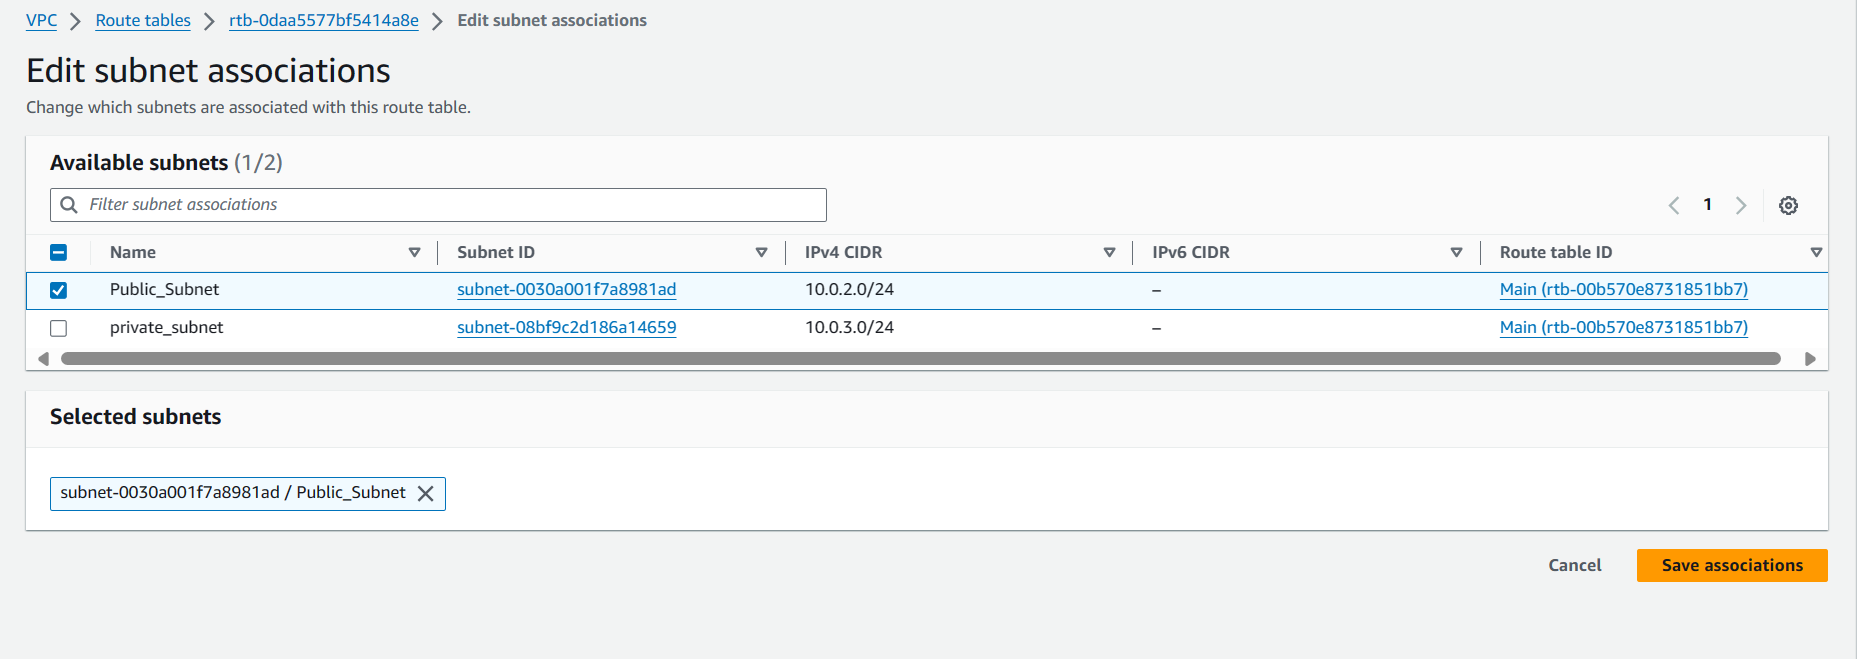 VPC > Route tables > rtb-0daa5577bf5414a8e > Edit subnet associations
Edit subnet associations
Change which subnets are associated with this route table.
Available subnets (1/2)
Filter subnet associations
1
Name Subnet ID IPv4 CIDR IPv6 CIDR Route table ID
Public_Subnet subnet-0030a001f7a8981ad 10.0.2.0/24 – Main (rtb-00b570e8731851bb7)
private_subnet subnet-08bf9c2d186a14659 10.0.3.0/24 – Main (rtb-00b570e8731851bb7)
Selected subnets
subnet-0030a001f7a8981ad / Public_Subnet
Cancel Save associations